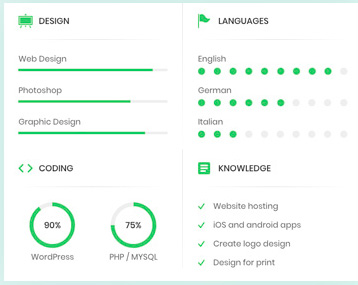 DESIGN
Web Design
Photoshop
Graphic Design
LANGUAGES
English
German
Italian
CODING
90%
75%
WordPress
PHP / MYSQL
KNOWLEDGE
Website hosting
iOS and android apps
Create logo design
Design for print